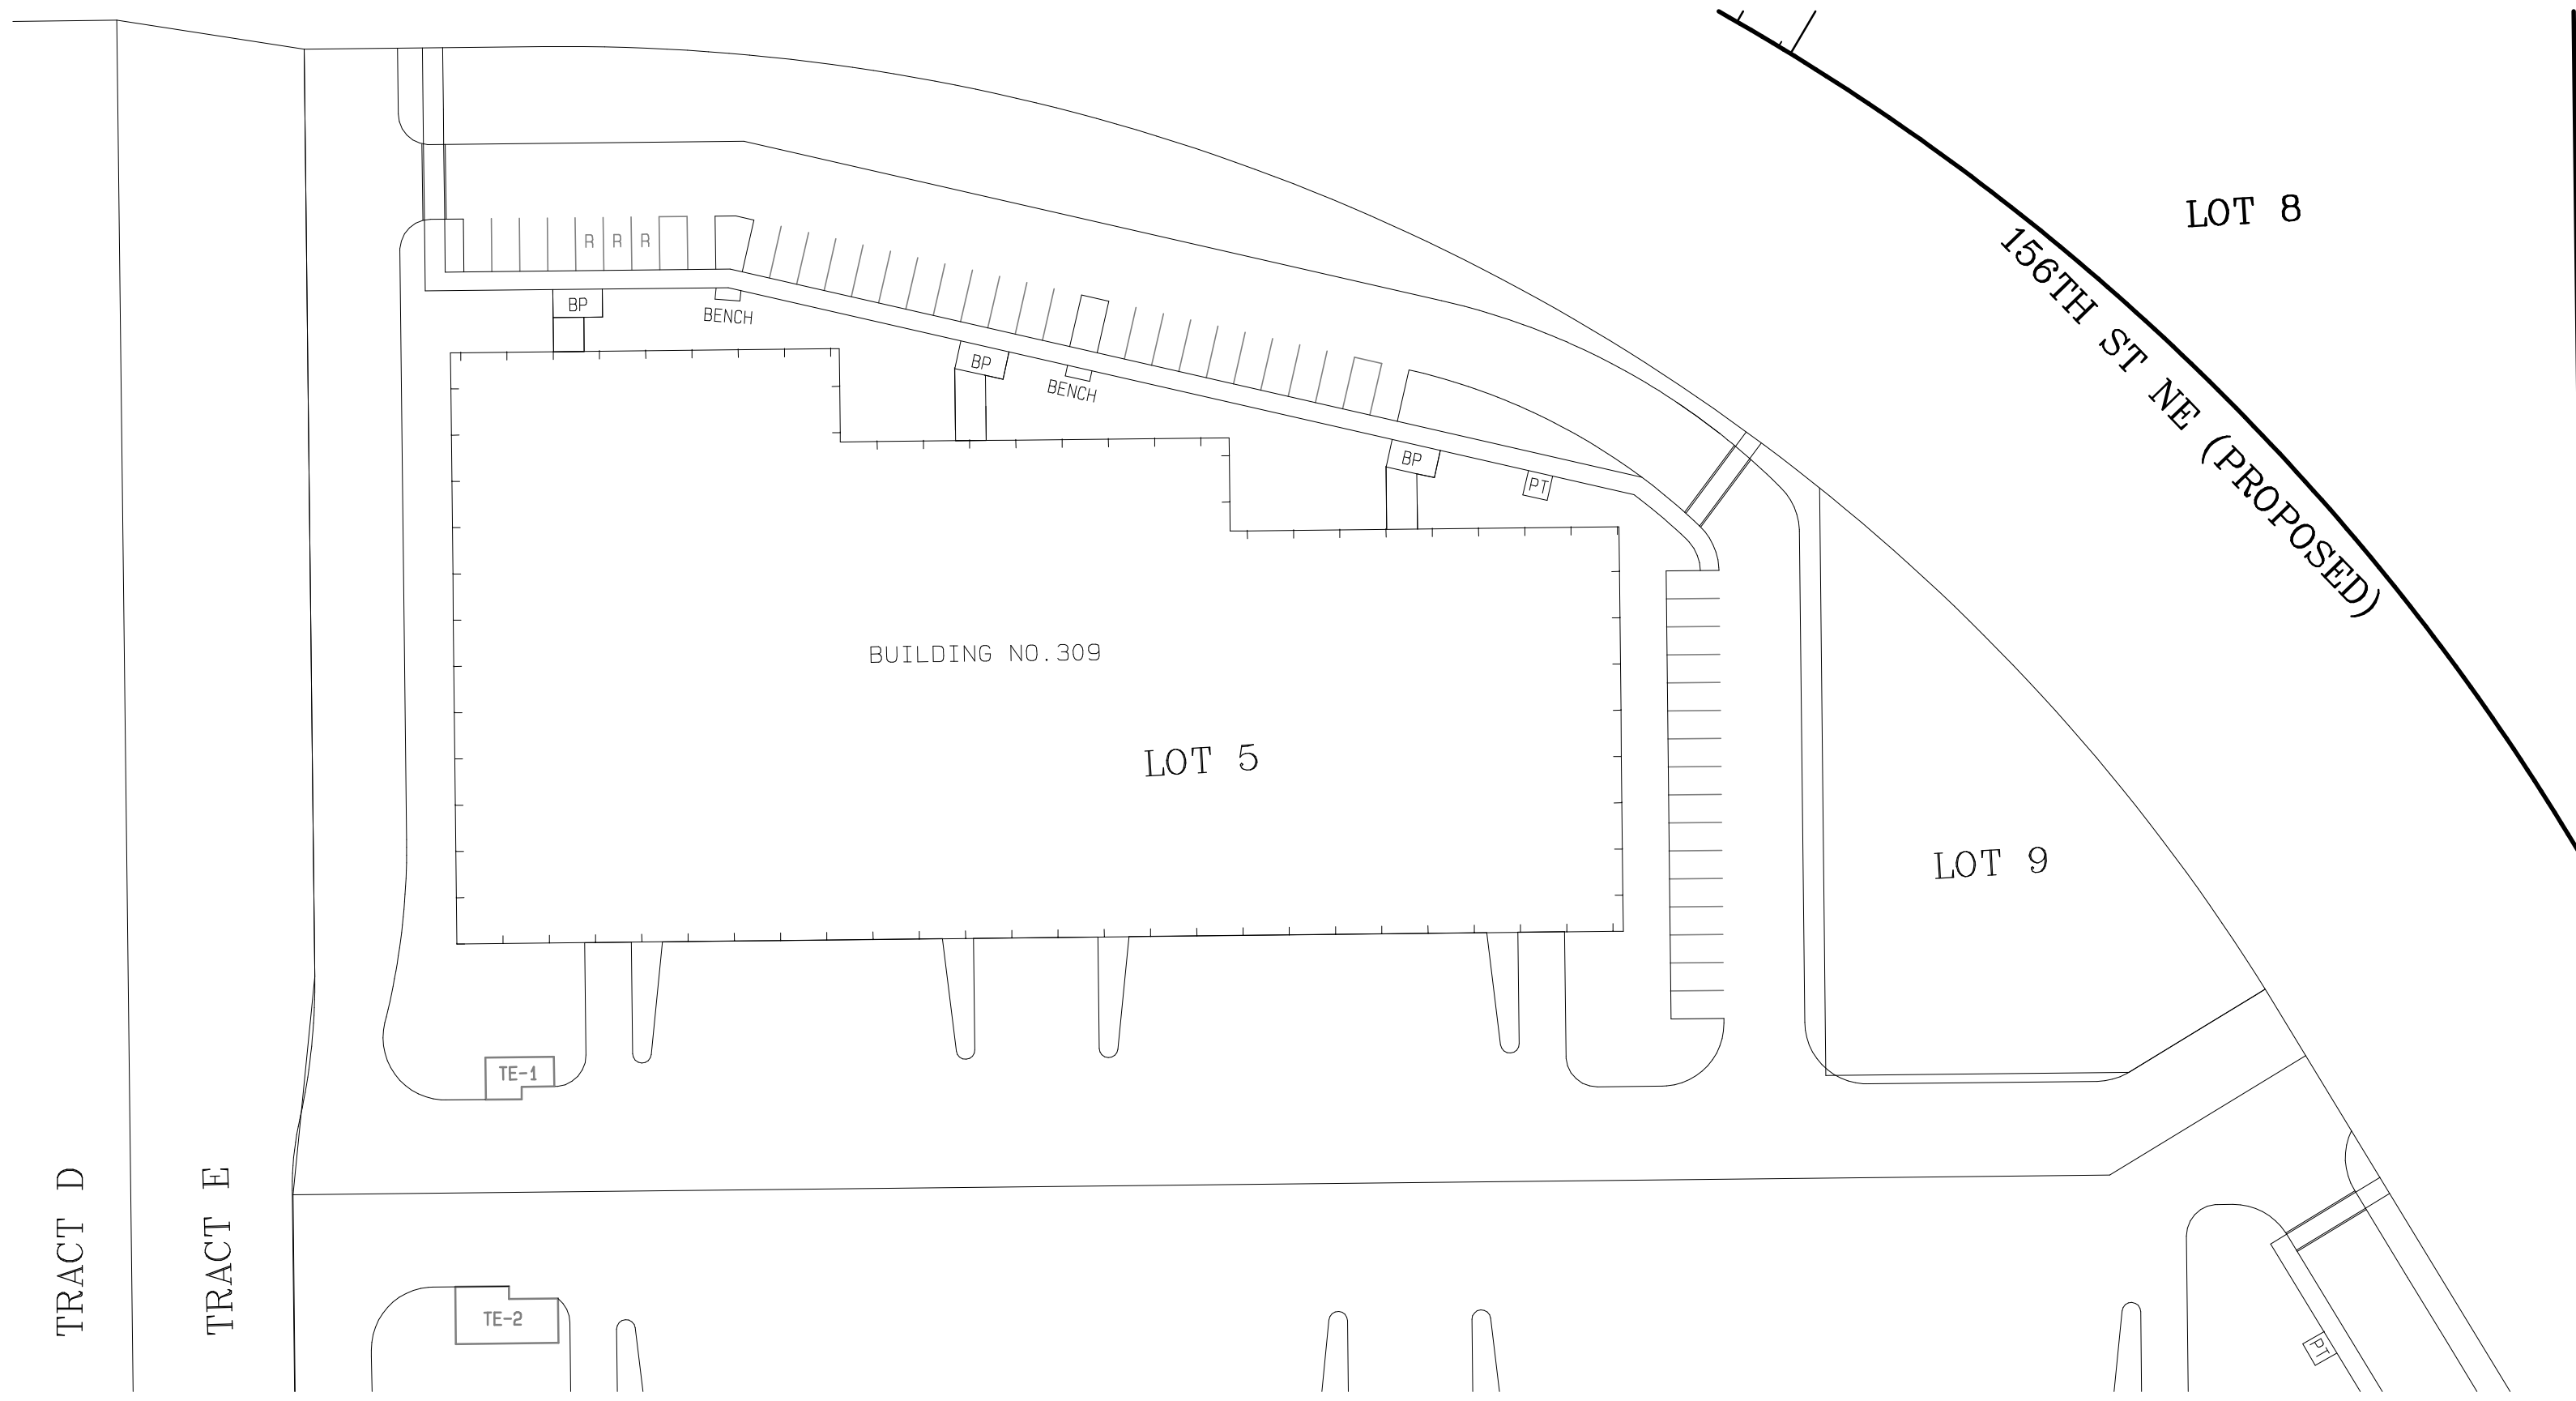 LOT 8
156TH ST NE (PROPOSED)
R R R
BP
BENCH
BP
BENCH
BP
PT
BUILDING NO.309
LOT 5
LOT 9
TE-1
TRACT D
TRACT E
TE-2
PT